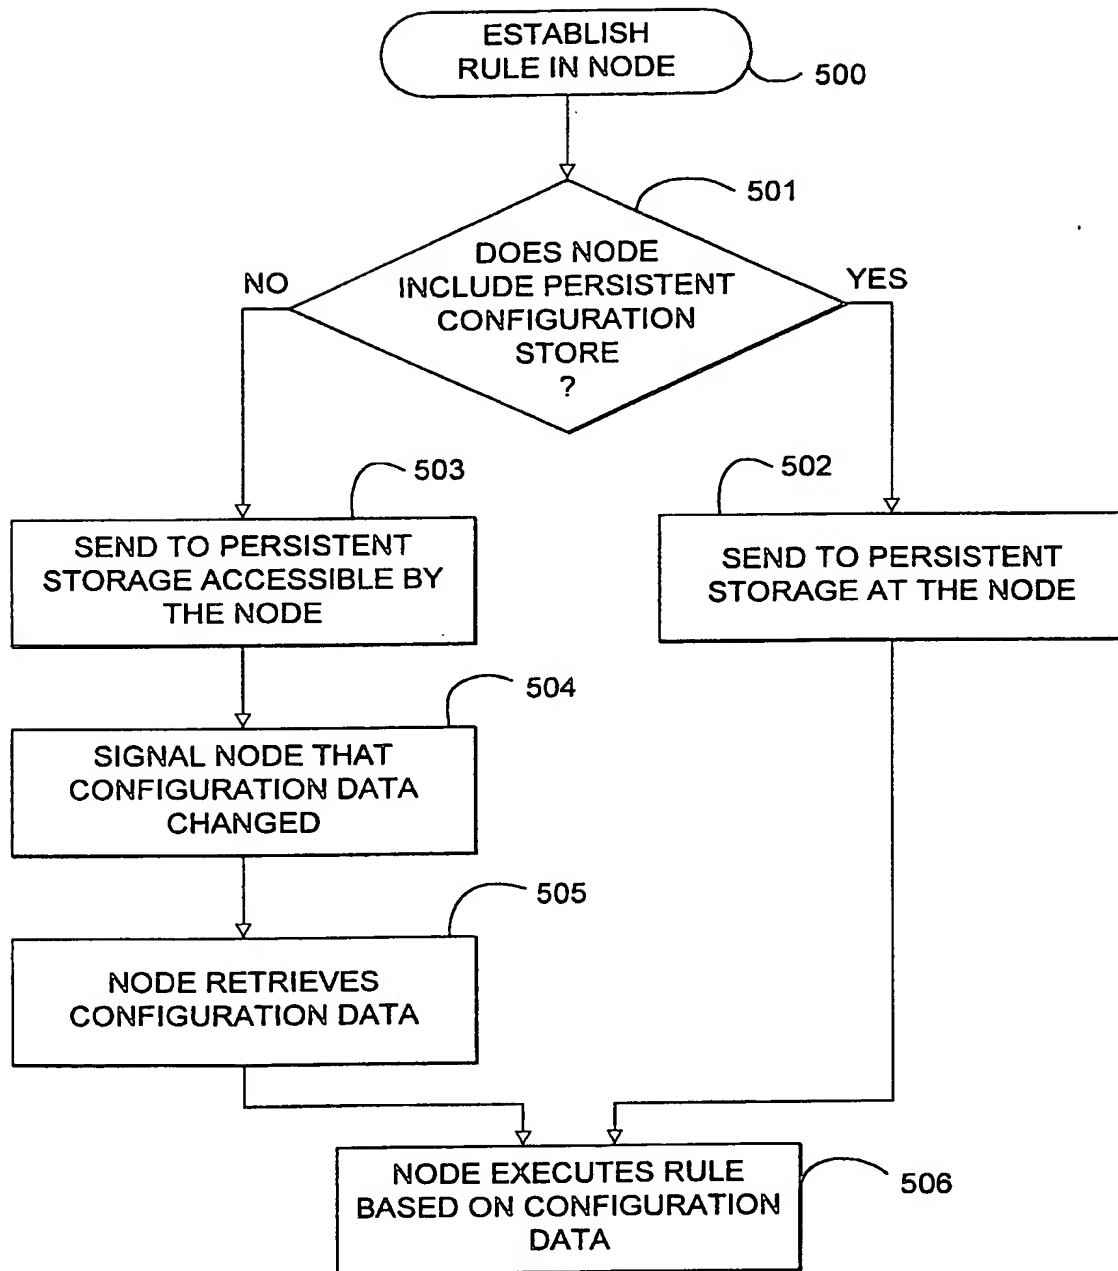 ESTABLISH
RULE IN NODE
500
501
DOES NODE
INCLUDE PERSISTENT
CONFIGURATION
STORE
?
NO
YES
503
502
SEND TO PERSISTENT
STORAGE ACCESSIBLE BY
THE NODE
SEND TO PERSISTENT
STORAGE AT THE NODE
504
SIGNAL NODE THAT
CONFIGURATION DATA
CHANGED
505
NODE RETRIEVES
CONFIGURATION DATA
NODE EXECUTES RULE
BASED ON CONFIGURATION
DATA
506